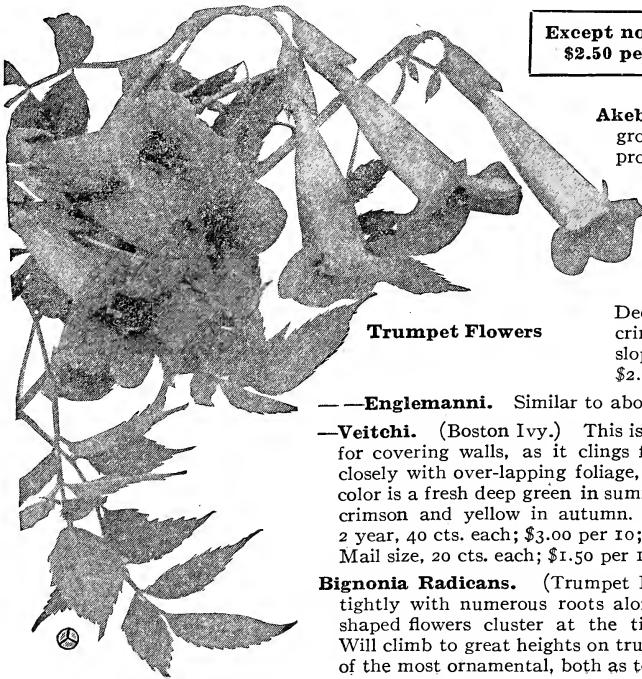 Except no
$2.50 pe
Akeb
gro
pro
Trumpet Flowers
Dee
crin
slop
$2.
— —Englemanni. Similar to abo
—Veitchi. (Boston Ivy.) This is
for covering walls, as it clings f
closely with over-lapping foliage,
color is a fresh deep green in sum
crimson and yellow in autumn.
2 year, 40 cts. each; $3.00 per 10;
Mail size, 20 cts. each; $1.50 per 1
Bignonia Radicans. (Trumpet
tightly with numerous roots alon
shaped flowers cluster at the ti
Will climb to great heights on tru
of the most ornamental, both as t